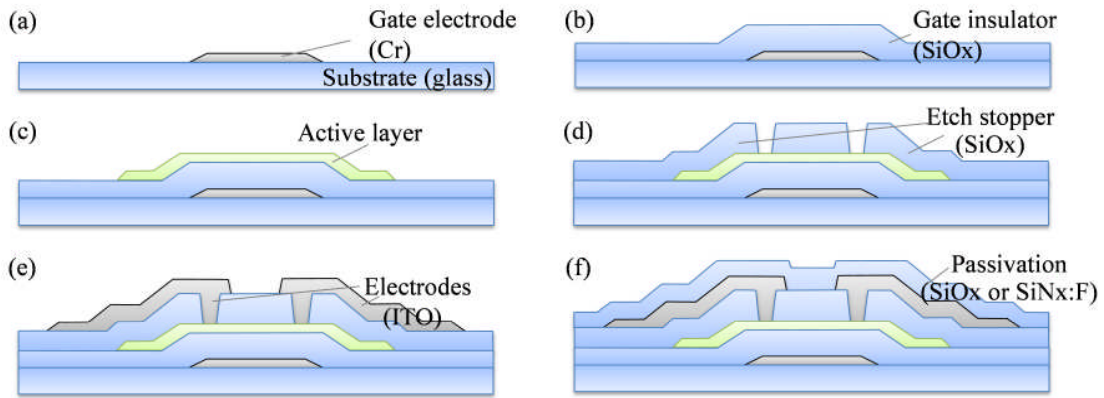 (a)
Gate electrode
(Cr)
Substrate (glass)
(b)
Gate insulator
(SiOx)
(c)
Active layer
(d)
Etch stopper
(SiOx)
(e)
Electrodes
(ITO)
(f)
Passivation
(SiOx or SiNx:F)